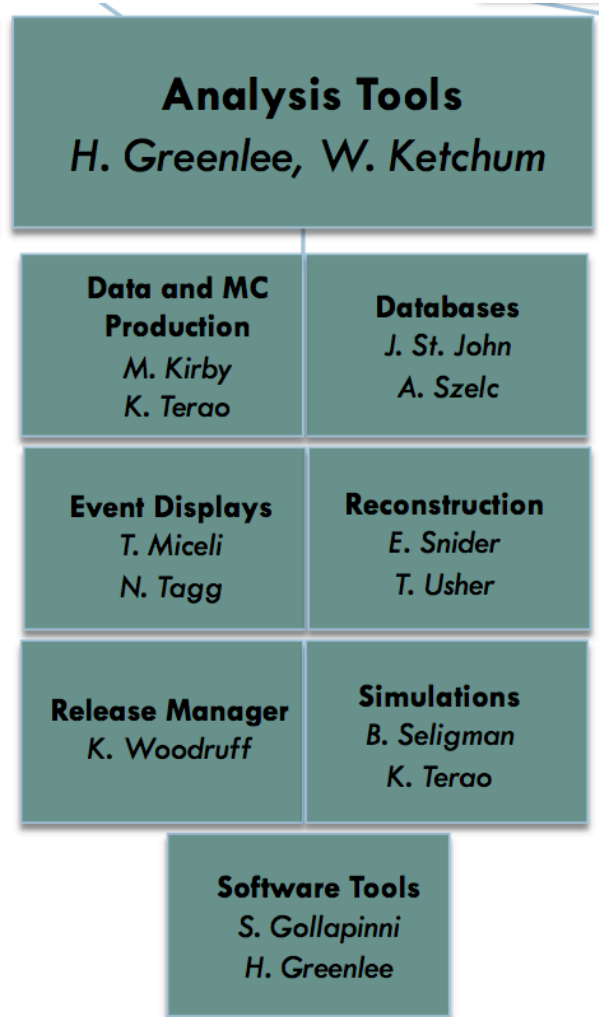 Analysis Tools
H. Greenlee, W. Ketchum
Data and MC
Production
M. Kirby
K. Terao
Databases
J. St. John
A. Szelc
Event Displays
T. Miceli
N. Tagg
Reconstruction
E. Snider
T. Usher
Release Manager
K. Woodruff
Simulations
B. Seligman
K. Terao
Software Tools
S. Gollapinni
H. Greenlee